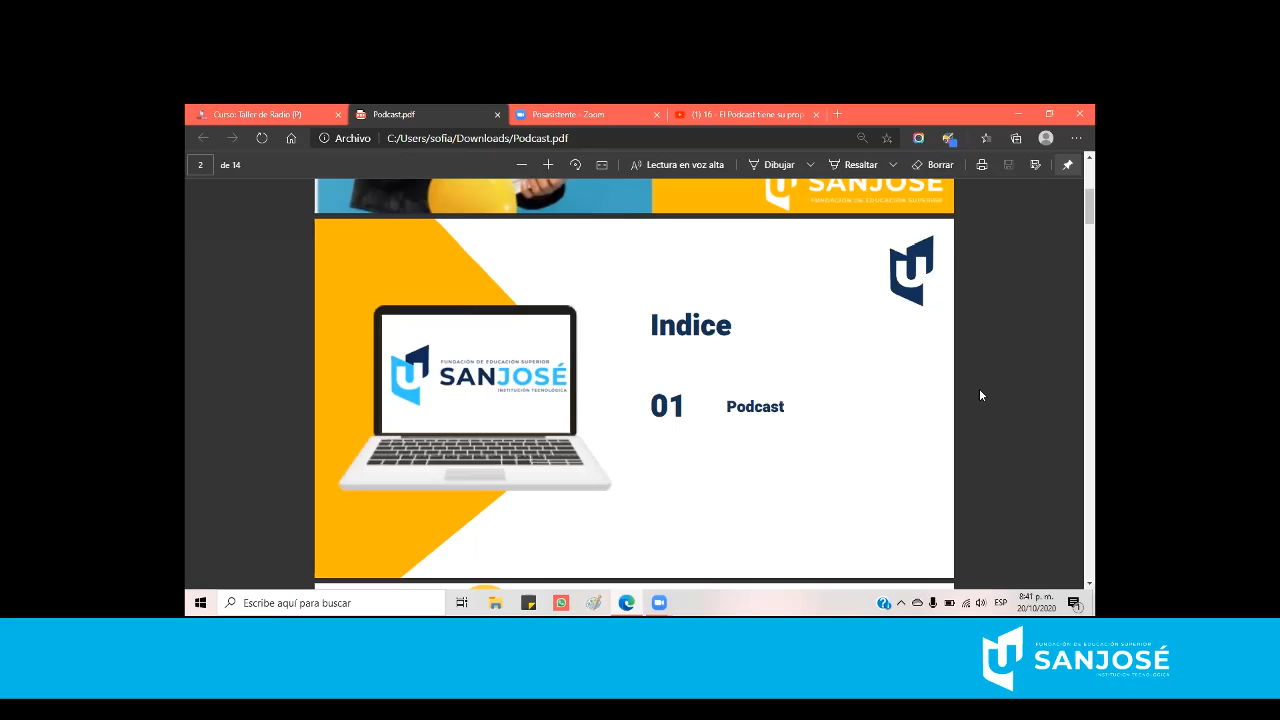 Curso: Taller de Radio (P)
Podcast.pdf
Posasistente - Zoom
(1) 16 - El Podcast tiene su prop
Archivo
C:/Users/sofia/Downloads/Podcast.pdf
2
de 14
Lectura en voz alta
Dibujar
Resaltar
Borrar
SANJOSÉ
FUNDACIÓN DE EDUCACIÓN SUPERIOR
Indice
01
Podcast
FUNDACIÓN DE EDUCACIÓN SUPERIOR
SANJOSÉ
INSTITUCIÓN TECNOLÓGICA
Escribe aquí para buscar
ESP
8:41 p. m.
20/10/2020
FUNDACIÓN DE EDUCACIÓN SUPERIOR
SANJOSÉ
INSTITUCIÓN TECNOLÓGICA